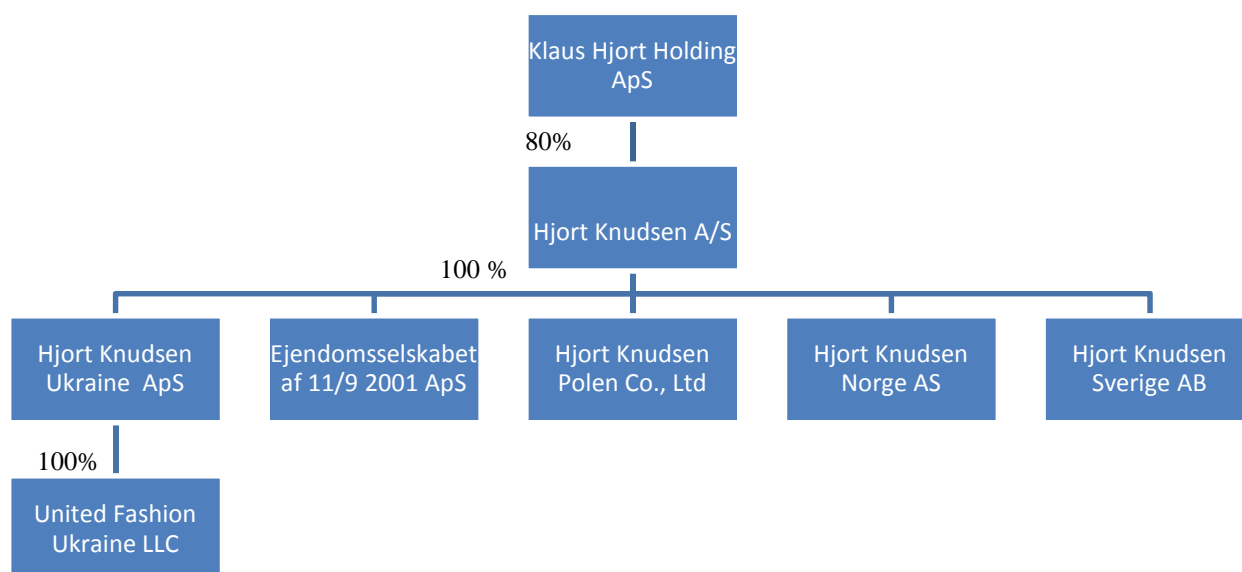 Klaus Hjort Holding
ApS
80%
Hjort Knudsen A/S
100 %
Hjort Knudsen
Ukraine ApS
Ejendomsselskabet
af 11/9 2001 ApS
Hjort Knudsen
Polen Co., Ltd
Hjort Knudsen
Norge AS
Hjort Knudsen
Sverige AB
100%
United Fashion
Ukraine LLC